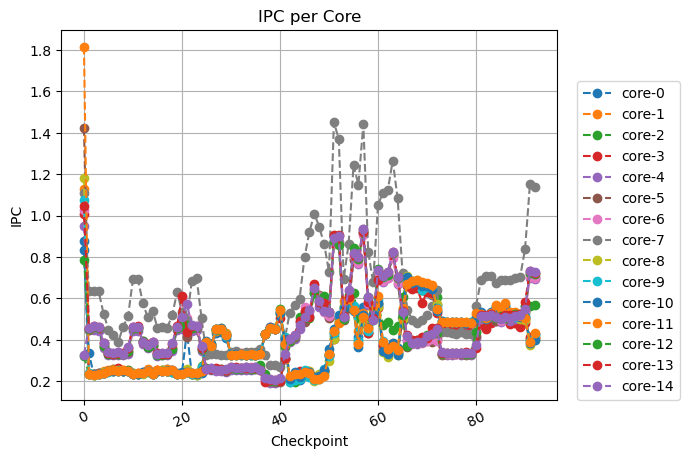 IPC per Core
IPC
1.8
1.6
1.4
1.2
1.0
0.8
0.6
0.4
0.2
0
20
40
60
80
Checkpoint
core-0
core-1
core-2
core-3
core-4
core-5
core-6
core-7
core-8
core-9
core-10
core-11
core-12
core-13
core-14